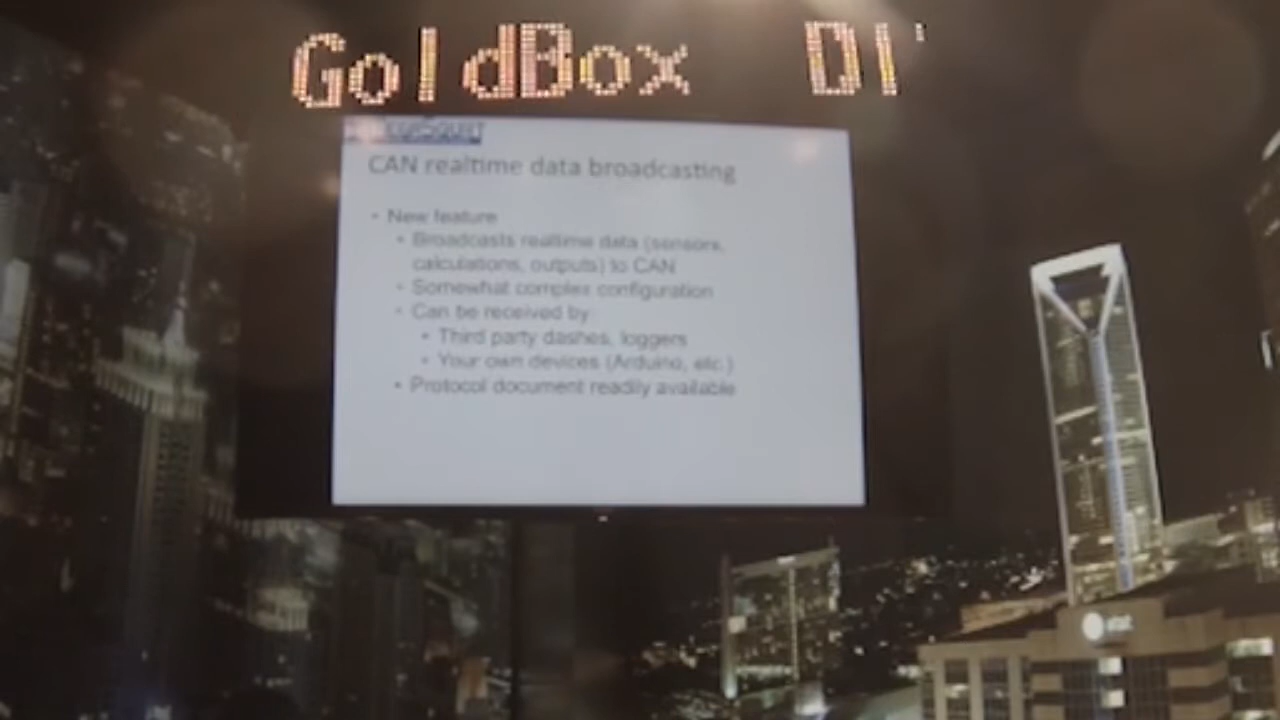 GoldBox
CAN realtime data broadcasting
• New feature
• Broadcasts realtime data (sensors,
calculations, outputs) to CAN
• Somewhat complex configuration
• Can be received by:
• Third party dashes, loggers
• Your own devices (Arduino, etc.)
• Protocol document readily available
at&t